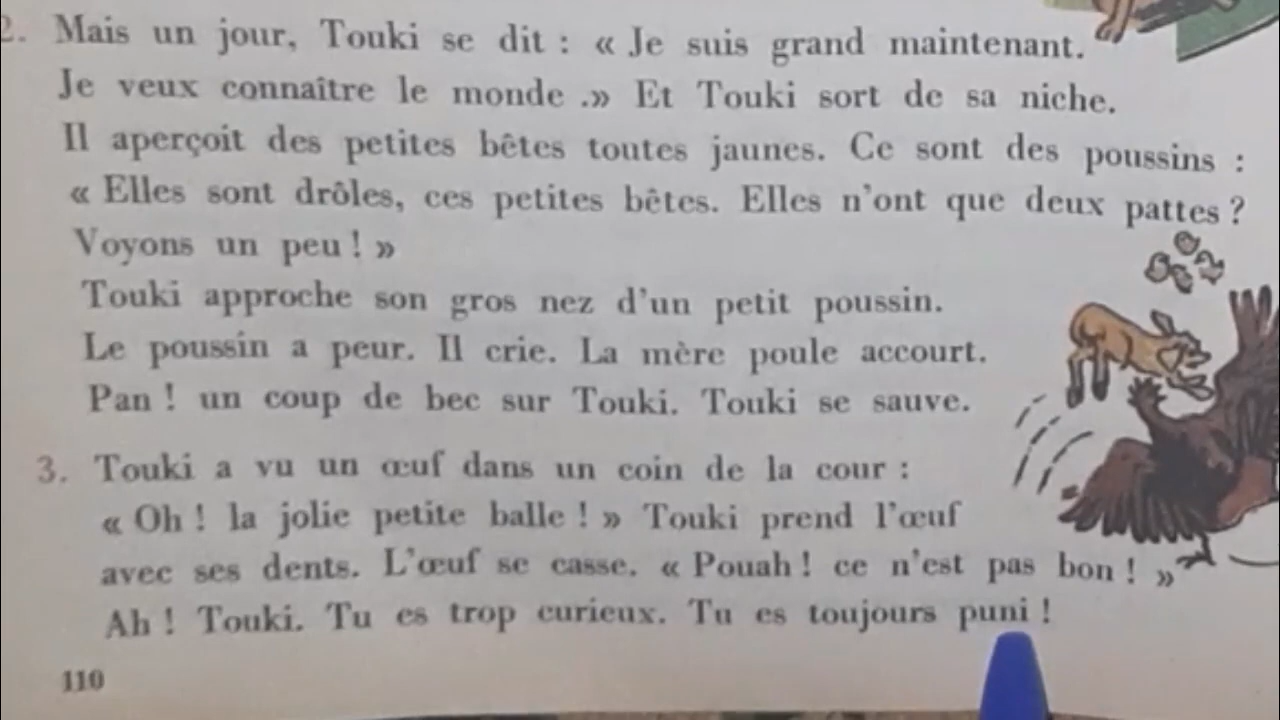 2. Mais un jour, Touki se dit : « Je suis grand maintenant.
Je veux connaître le monde .» Et Touki sort de sa niche.
Il aperçoit des petites bêtes toutes jaunes. Ce sont des poussins :
« Elles sont drôles, ces petites bêtes. Elles n'ont que deux pattes ?
Voyons un peu ! »
Touki approche son gros nez d'un petit poussin.
Le poussin a peur. Il crie. La mère poule accourt.
Pan ! un coup de bec sur Touki. Touki se sauve.
3. Touki a vu un œuf dans un coin de la cour :
« Oh ! la jolie petite balle ! » Touki prend l'œuf
avec ses dents. L'œuf se casse. « Pouah ! ce n'est pas bon ! »
Ah ! Touki. Tu es trop curieux. Tu es toujours puni !
110